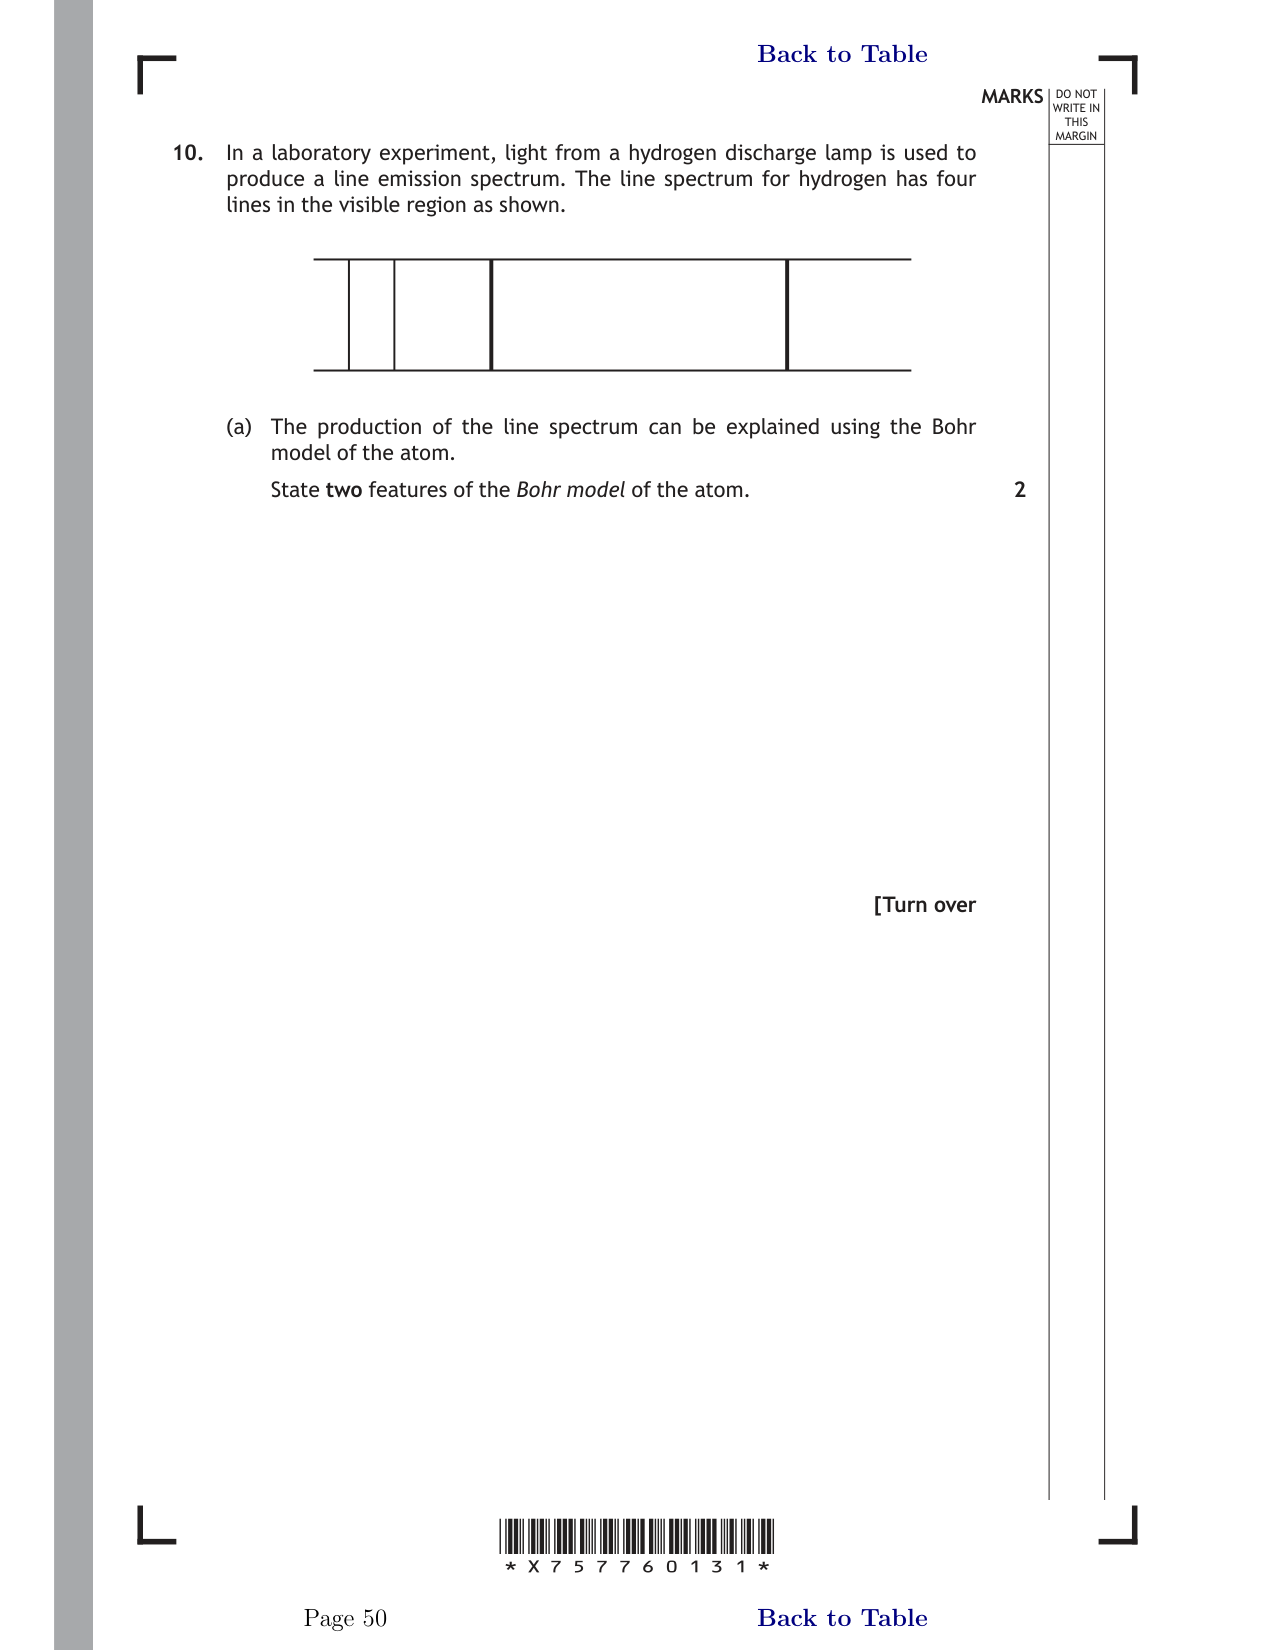 Back to Table
MARKS
DO NOT
WRITE IN
THIS
MARGIN
10. In a laboratory experiment, light from a hydrogen discharge lamp is used to
produce a line emission spectrum. The line spectrum for hydrogen has four
lines in the visible region as shown.
(a) The production of the line spectrum can be explained using the Bohr
model of the atom.
State two features of the Bohr model of the atom. 2
[Turn over
*X757760131*
Page 50
Back to Table